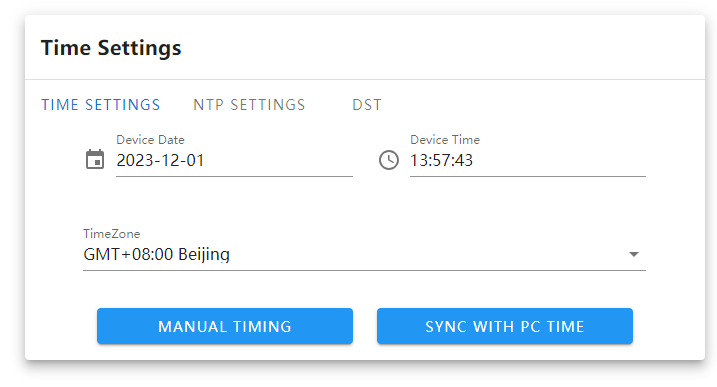 Time Settings
TIME SETTINGS NTP SETTINGS DST
Device Date Device Time
2023-12-01 13:57:43
TimeZone
GMT+08:00 Beijing
MANUAL TIMING SYNC WITH PC TIME